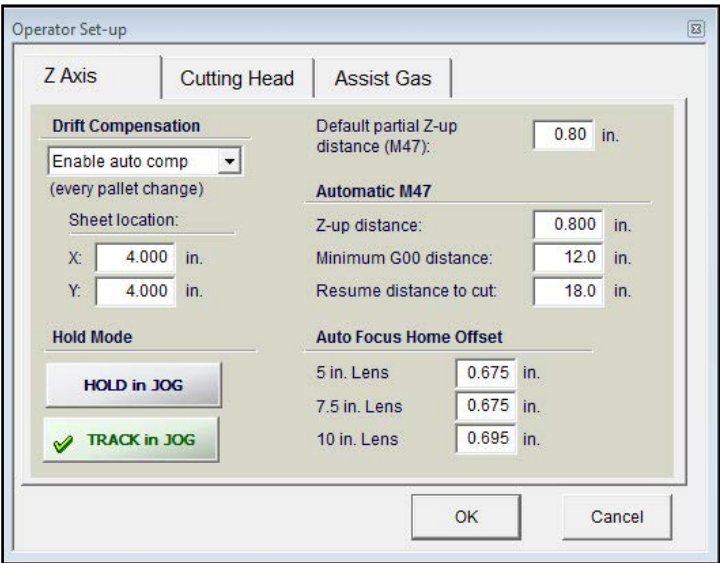 Operator Set-up
Z Axis
Cutting Head
Assist Gas
Drift Compensation
Enable auto comp
(every pallet change)
Sheet location:
X: 4.000 in.
Y: 4.000 in.
Hold Mode
HOLD in JOG
TRACK in JOG
Default partial Z-up
distance (M47): 0.80 in.
Automatic M47
Z-up distance: 0.800 in.
Minimum G00 distance: 12.0 in.
Resume distance to cut: 18.0 in.
Auto Focus Home Offset
5 in. Lens 0.675 in.
7.5 in. Lens 0.675 in.
10 in. Lens 0.695 in.
OK
Cancel